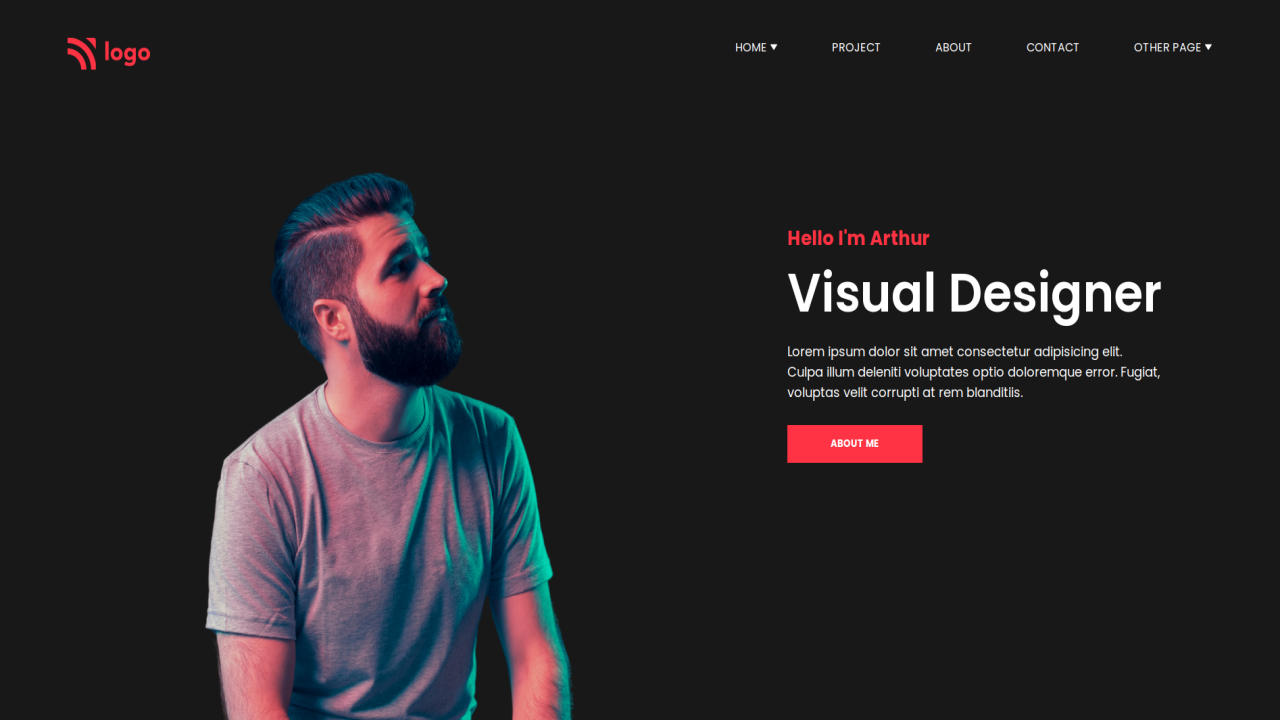 logo
HOME
PROJECT
ABOUT
CONTACT
OTHER PAGE
Hello I'm Arthur
Visual Designer
Lorem ipsum dolor sit amet consectetur adipisicing elit.
Culpa illum deleniti voluptates optio doloremque error. Fugiat,
voluptas velit corrupti at rem blanditiis.
ABOUT ME